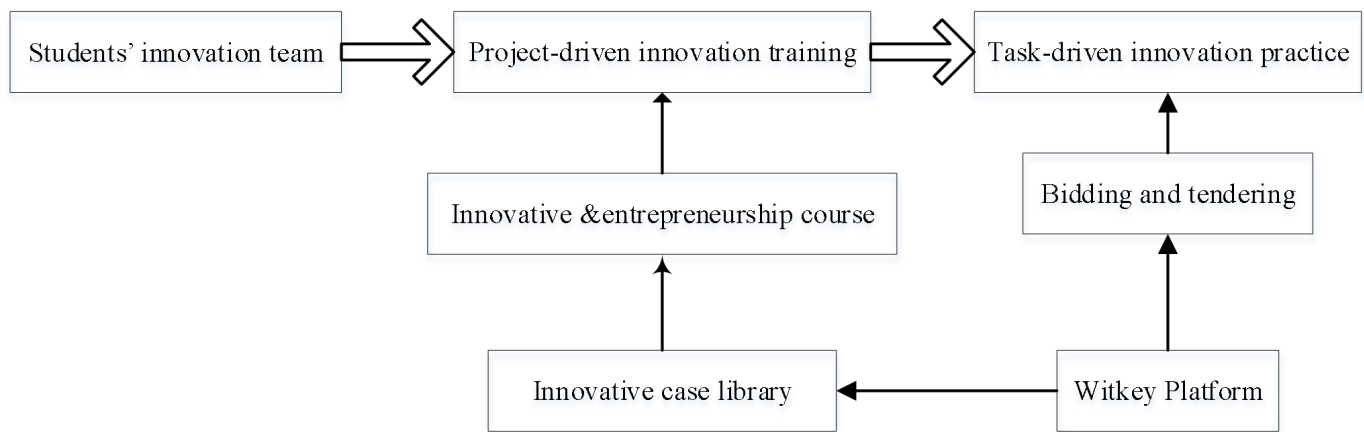 Students’ innovation team
Project-driven innovation training
Task-driven innovation practice
Innovative &entrepreneurship course
Bidding and tendering
Innovative case library
Witkey Platform